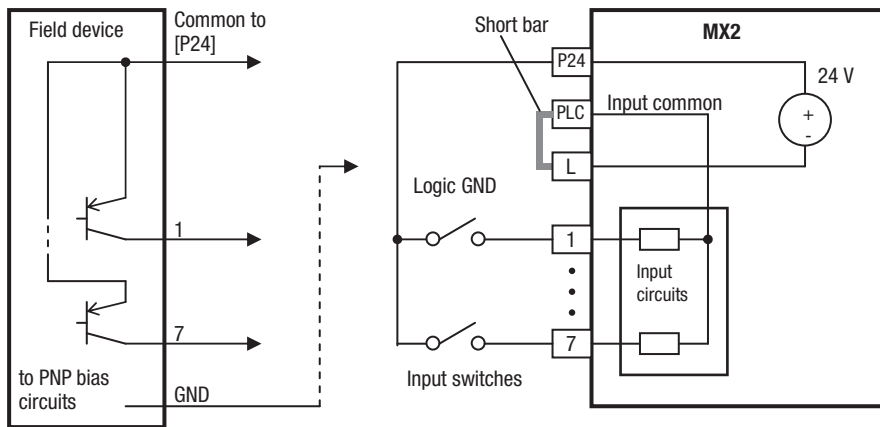 Field device
Common to
[P24]
1
7
to PNP bias
circuits
GND
Short bar
MX2
P24
24 V
PLC
Input common
+
-
L
Logic GND
1
Input
circuits
7
Input switches